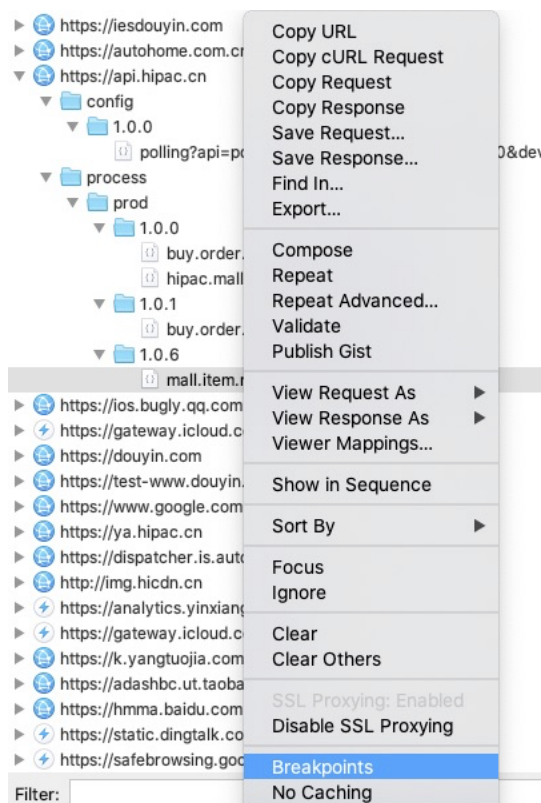 https://iesdouyin.com
https://autohome.com.cn
https://api.hipac.cn
config
1.0.0
polling?api=po
0&dev
process
prod
1.0.0
buy.order.
hipac.mall
1.0.1
buy.order.
1.0.6
mall.item.r
https://ios.bugly.qq.com
https://gateway.icloud.c
https://douyin.com
https://test-www.douyin.
https://www.google.com
https://ya.hipac.cn
https://dispatcher.is.auto
http://img.hicdn.cn
https://analytics.yinxiang
https://gateway.icloud.c
https://k.yangtuojia.com
https://adashbc.ut.taoba
https://hmma.baidu.com
https://static.dingtalk.co
https://safebrowsing.goo
Filter:
Copy URL
Copy cURL Request
Copy Request
Copy Response
Save Request...
Save Response...
Find In...
Export...
Compose
Repeat
Repeat Advanced...
Validate
Publish Gist
View Request As
View Response As
Viewer Mappings...
Show in Sequence
Sort By
Focus
Ignore
Clear
Clear Others
SSL Proxying: Enabled
Disable SSL Proxying
Breakpoints
No Caching